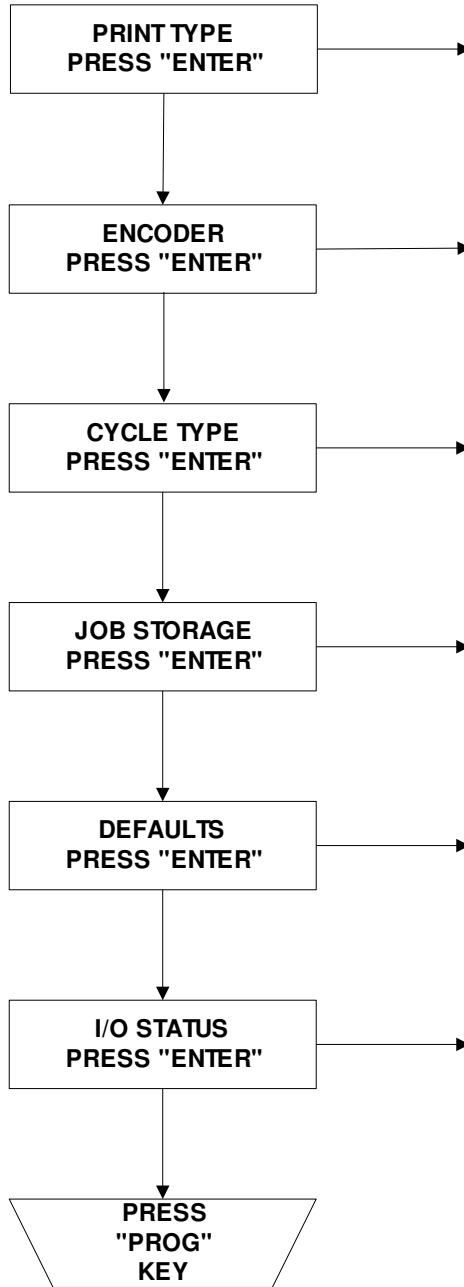 PRINT TYPE
PRESS "ENTER"
ENCODER
PRESS "ENTER"
CYCLE TYPE
PRESS "ENTER"
JOB STORAGE
PRESS "ENTER"
DEFAULTS
PRESS "ENTER"
I/O STATUS
PRESS "ENTER"
PRESS
"PROG"
KEY